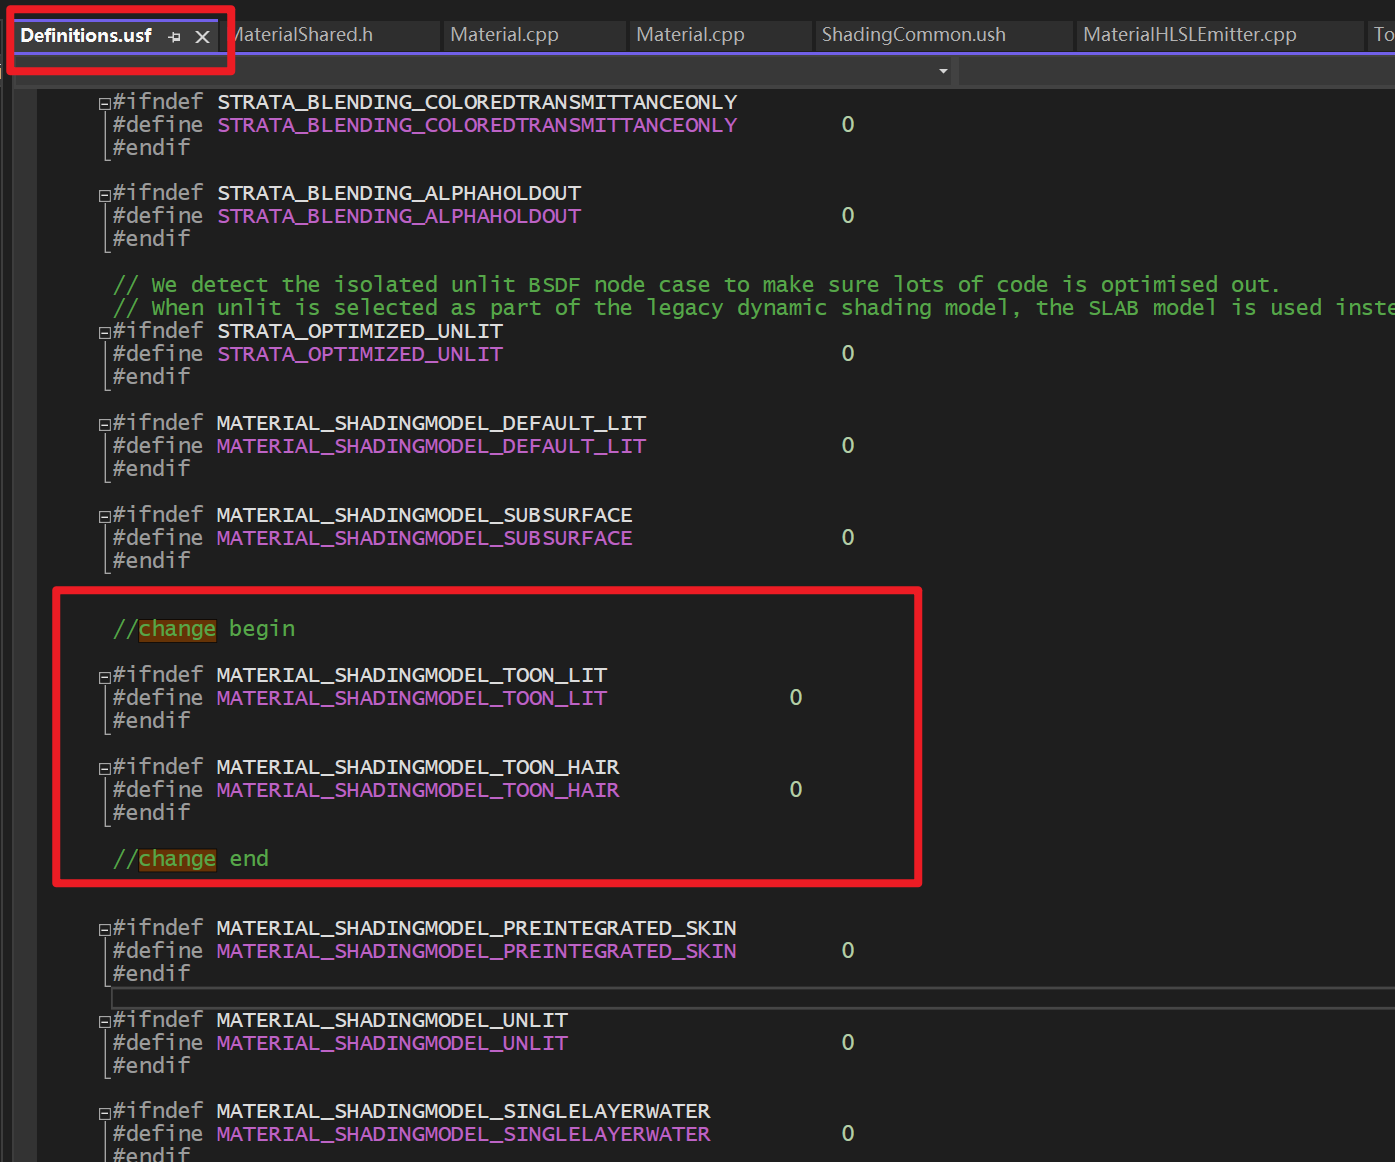 Definitions.usf
MaterialShared.h
Material.cpp
Material.cpp
ShadingCommon.ush
MaterialHLSLEmitter.cpp
To
#ifndef STRATA_BLENDING_COLOREDTRANSMITTANCEONLY
#define STRATA_BLENDING_COLOREDTRANSMITTANCEONLY 0
#endif
#ifndef STRATA_BLENDING_ALPHAHOLDOUT
#define STRATA_BLENDING_ALPHAHOLDOUT 0
#endif
// We detect the isolated unlit BSDF node case to make sure lots of code is optimised out.
// When unlit is selected as part of the legacy dynamic shading model, the SLAB model is used inste
#ifndef STRATA_OPTIMIZED_UNLIT
#define STRATA_OPTIMIZED_UNLIT 0
#endif
#ifndef MATERIAL_SHADINGMODEL_DEFAULT_LIT
#define MATERIAL_SHADINGMODEL_DEFAULT_LIT 0
#endif
#ifndef MATERIAL_SHADINGMODEL_SUBSURFACE
#define MATERIAL_SHADINGMODEL_SUBSURFACE 0
#endif
//change begin
#ifndef MATERIAL_SHADINGMODEL_TOON_LIT
#define MATERIAL_SHADINGMODEL_TOON_LIT 0
#endif
#ifndef MATERIAL_SHADINGMODEL_TOON_HAIR
#define MATERIAL_SHADINGMODEL_TOON_HAIR 0
#endif
//change end
#ifndef MATERIAL_SHADINGMODEL_PREINTEGRATED_SKIN
#define MATERIAL_SHADINGMODEL_PREINTEGRATED_SKIN 0
#endif
#ifndef MATERIAL_SHADINGMODEL_UNLIT
#define MATERIAL_SHADINGMODEL_UNLIT 0
#endif
#ifndef MATERIAL_SHADINGMODEL_SINGLELAYERWATER
#define MATERIAL_SHADINGMODEL_SINGLELAYERWATER 0
#endif